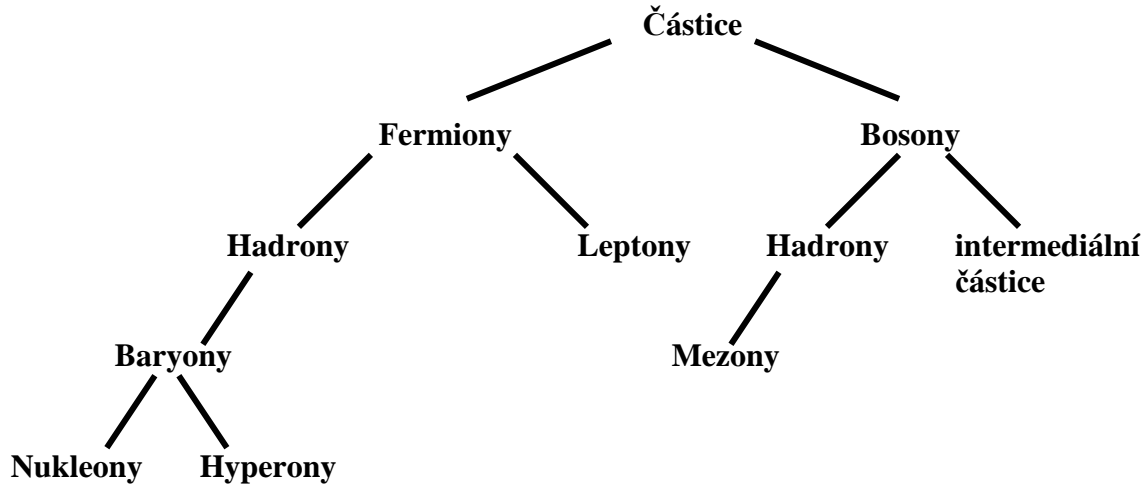 Částice
Fermiony
Bosony
Hadrony
Leptony
Hadrony
intermediální
částice
Baryony
Mezony
Nukleony
Hyperony